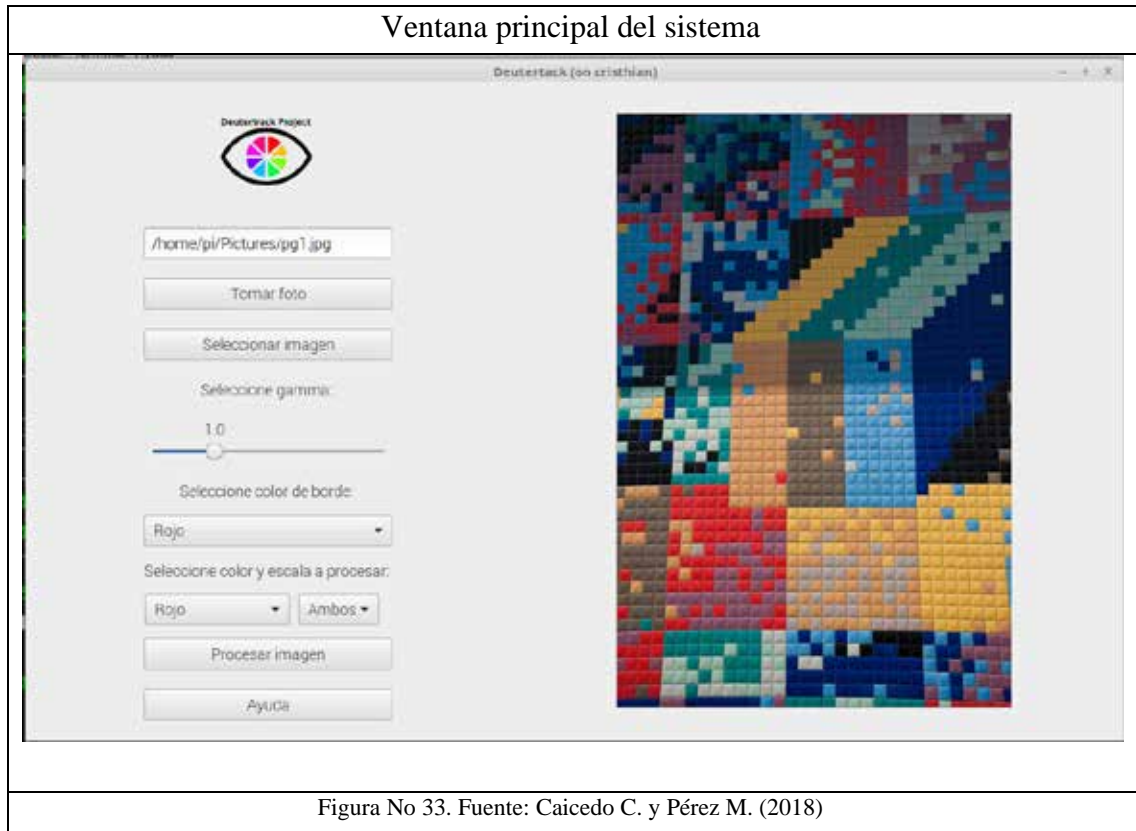 Ventana principal del sistema
Deutertack (on cristhian)
Deutertrack Project
/home/pi/Pictures/pg1.jpg
Tomar foto
Seleccionar imagen
Seleccione gamma:
1.0
Seleccione color de borde:
Rojo
Seleccione color y escala a procesar:
Rojo Ambos
Procesar imagen
Ayuda
Figura No 33. Fuente: Caicedo C. y Pérez M. (2018)